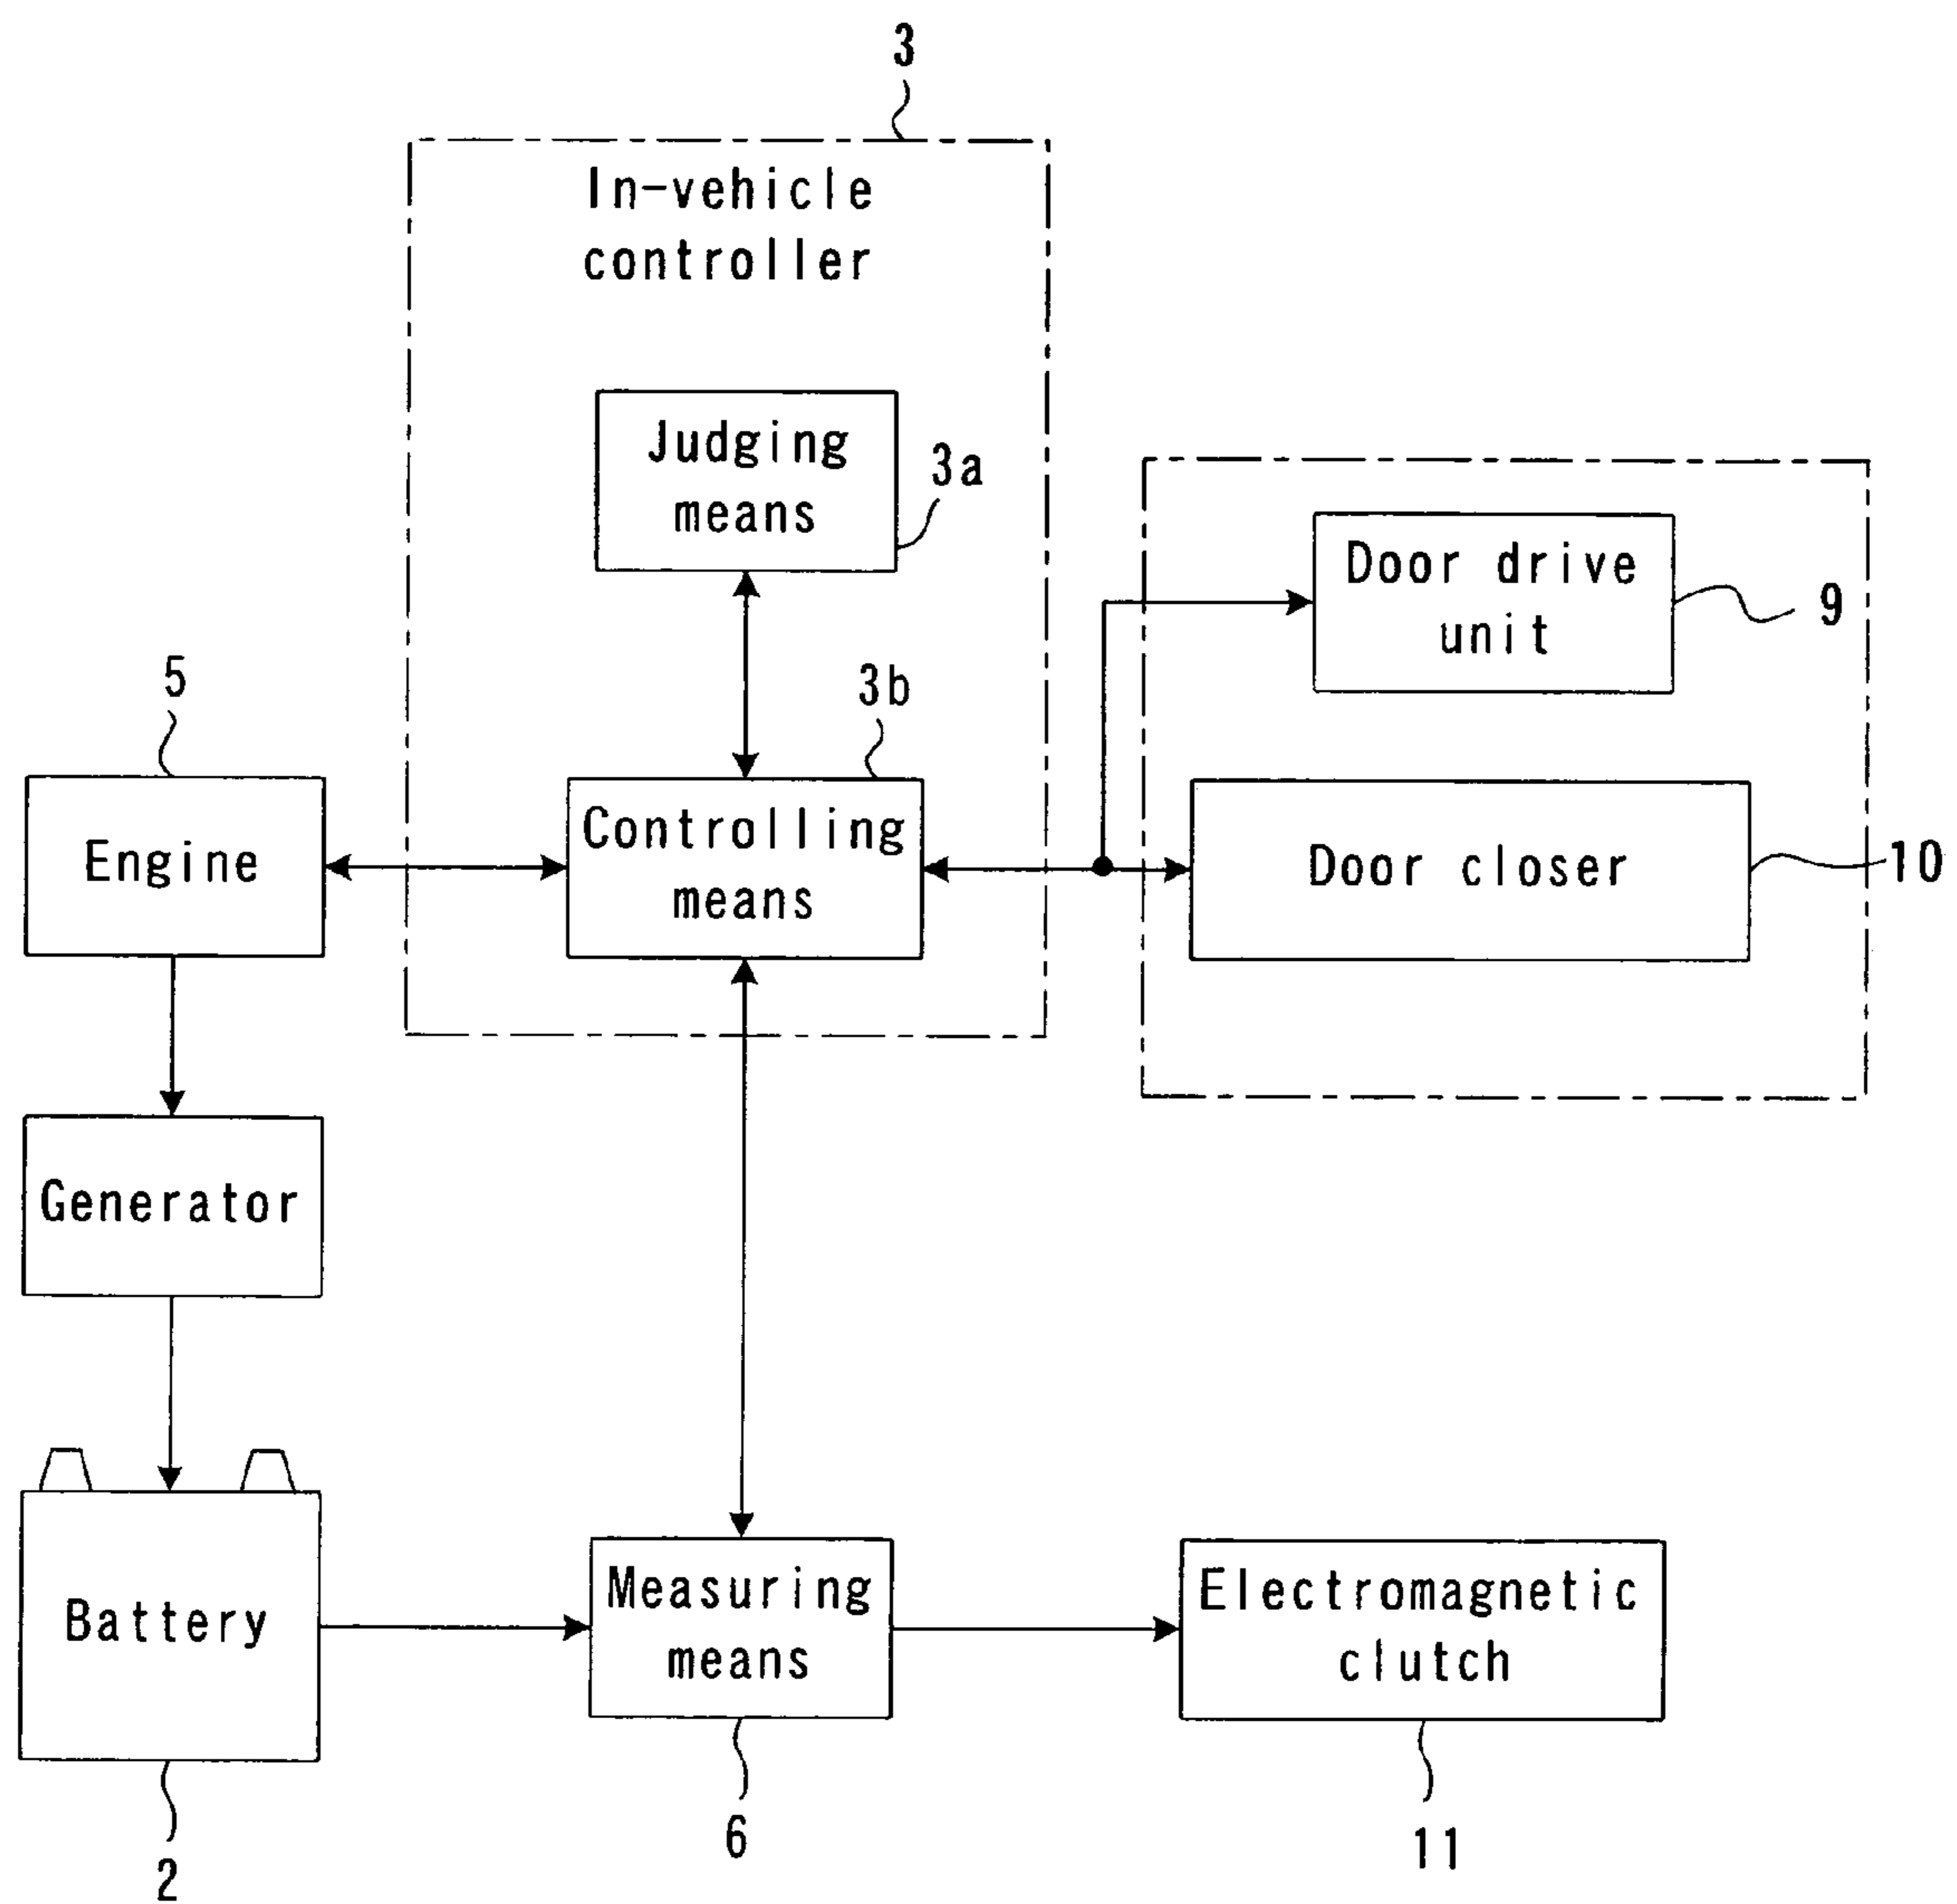 3
In-vehicle
controller
Judging
means
3a
Door drive
unit
9
5
3b
Engine
Controlling
means
Door closer
10
Generator
Battery
Measuring
means
Electromagnetic
clutch
2
6
11